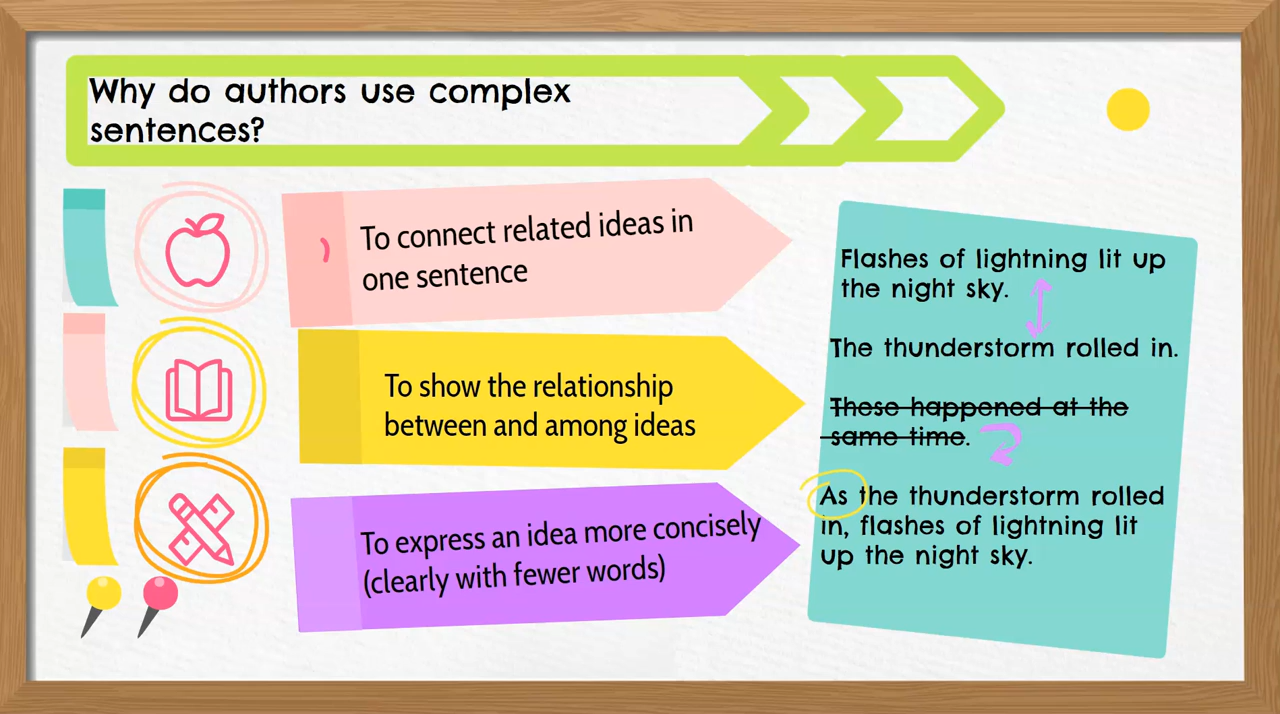 Why do authors use complex
sentences?
To connect related ideas in
one sentence
To show the relationship
between and among ideas
To express an idea more concisely
(clearly with fewer words)
Flashes of lightning lit up
the night sky.
The thunderstorm rolled in.
These happened at the
same time.
As the thunderstorm rolled
in, flashes of lightning lit
up the night sky.